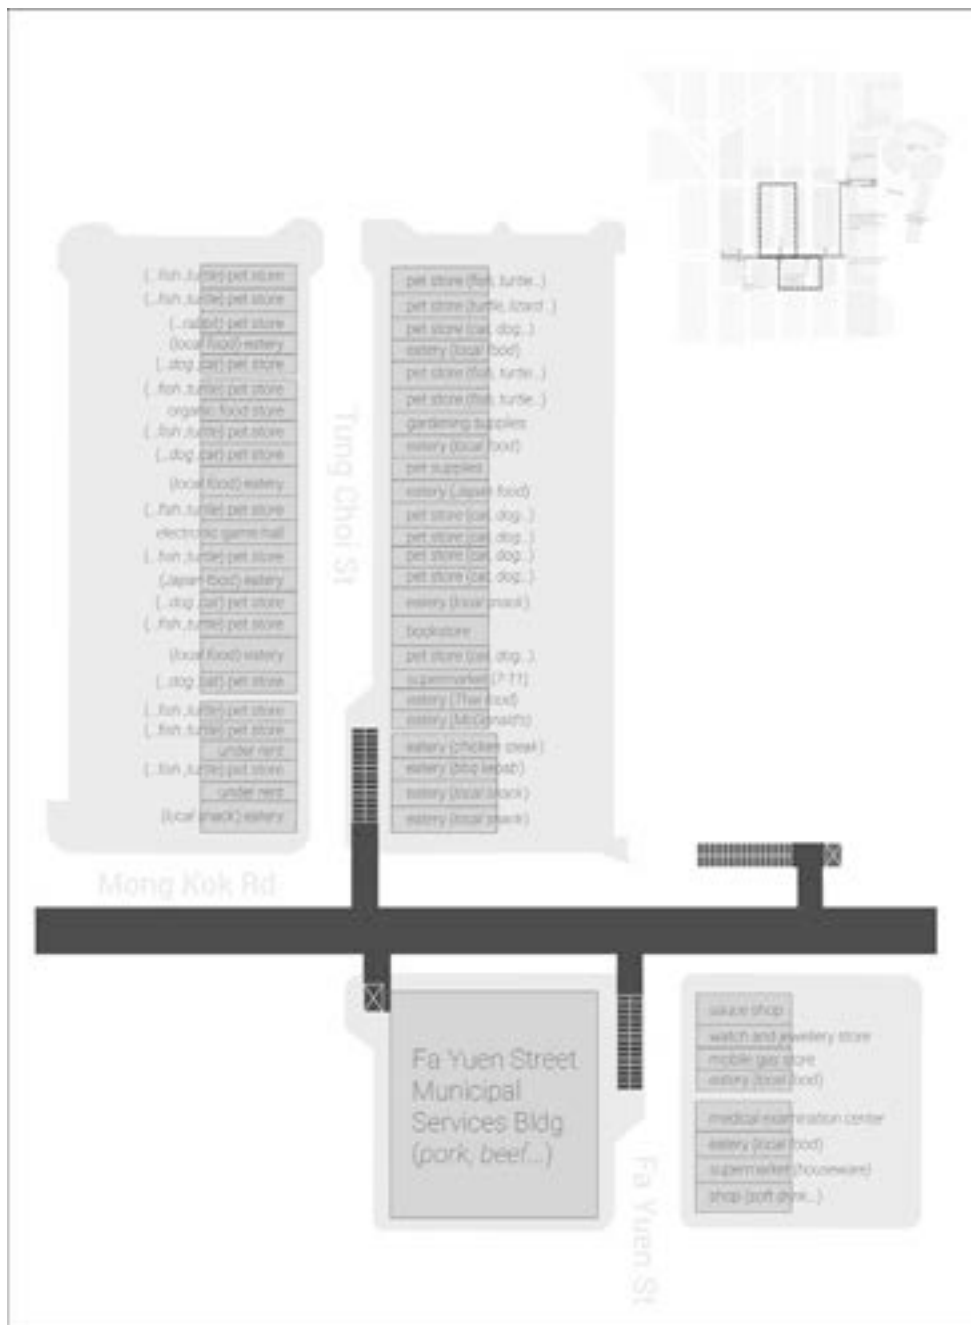 (...fish ,turtle) pet store
(...fish ,turtle) pet store
(...rabbit) pet store
(local food) eatery
(...dog ,cat) pet store
(...fish ,turtle) pet store
organic food store
(...fish ,turtle) pet store
(...dog ,cat) pet store
(local food) eatery
(...fish ,turtle) pet store
electronic game hall
(...fish ,turtle) pet store
(Japan food) eatery
(...dog ,cat) pet store
(...fish ,turtle) pet store
(local food) eatery
(...dog ,cat) pet store
(...fish ,turtle) pet store
(...fish ,turtle) pet store
under rent
(...fish ,turtle) pet store
under rent
(local snack) eatery
Tung Choi St
pet store (fish, turtle...)
pet store (turtle, lizard...)
pet store (cat, dog...)
eatery (local food)
pet store (fish, turtle...)
pet store (fish, turtle...)
gardening supplies
eatery (local food)
pet supplies
eatery (Japan food)
pet store (cat, dog...)
pet store (cat, dog...)
pet store (cat, dog...)
pet store (cat, dog...)
eatery (local snack)
bookstore
pet store (cat, dog...)
supermarket (7-11)
eatery (Thai food)
eatery (McDonald's)
eatery (chicken steak)
eatery (bbq kebab)
eatery (local snack)
eatery (local snack)
Mong Kok Rd
Fa Yuen Street
Municipal
Services Bldg
(pork, beef...)
Fa Yuen St
sauce shop
watch and jewellery store
mobile gay store
eatery (local food)
medical examination center
eatery (local food)
supermarket (houseware)
shop (soft drink...)